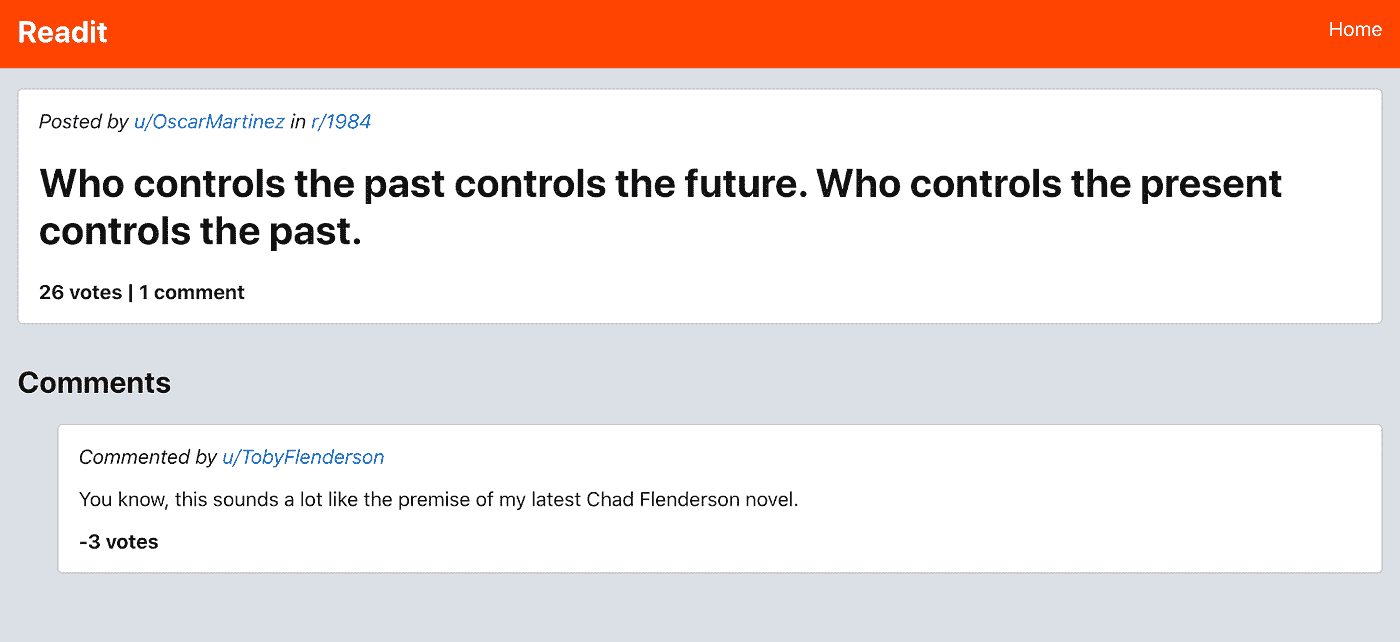 Readit
Home
Posted by u/OscarMartinez in r/1984
Who controls the past controls the future. Who controls the present
controls the past.
26 votes | 1 comment
Comments
Commented by u/TobyFlenderson
You know, this sounds a lot like the premise of my latest Chad Flenderson novel.
-3 votes